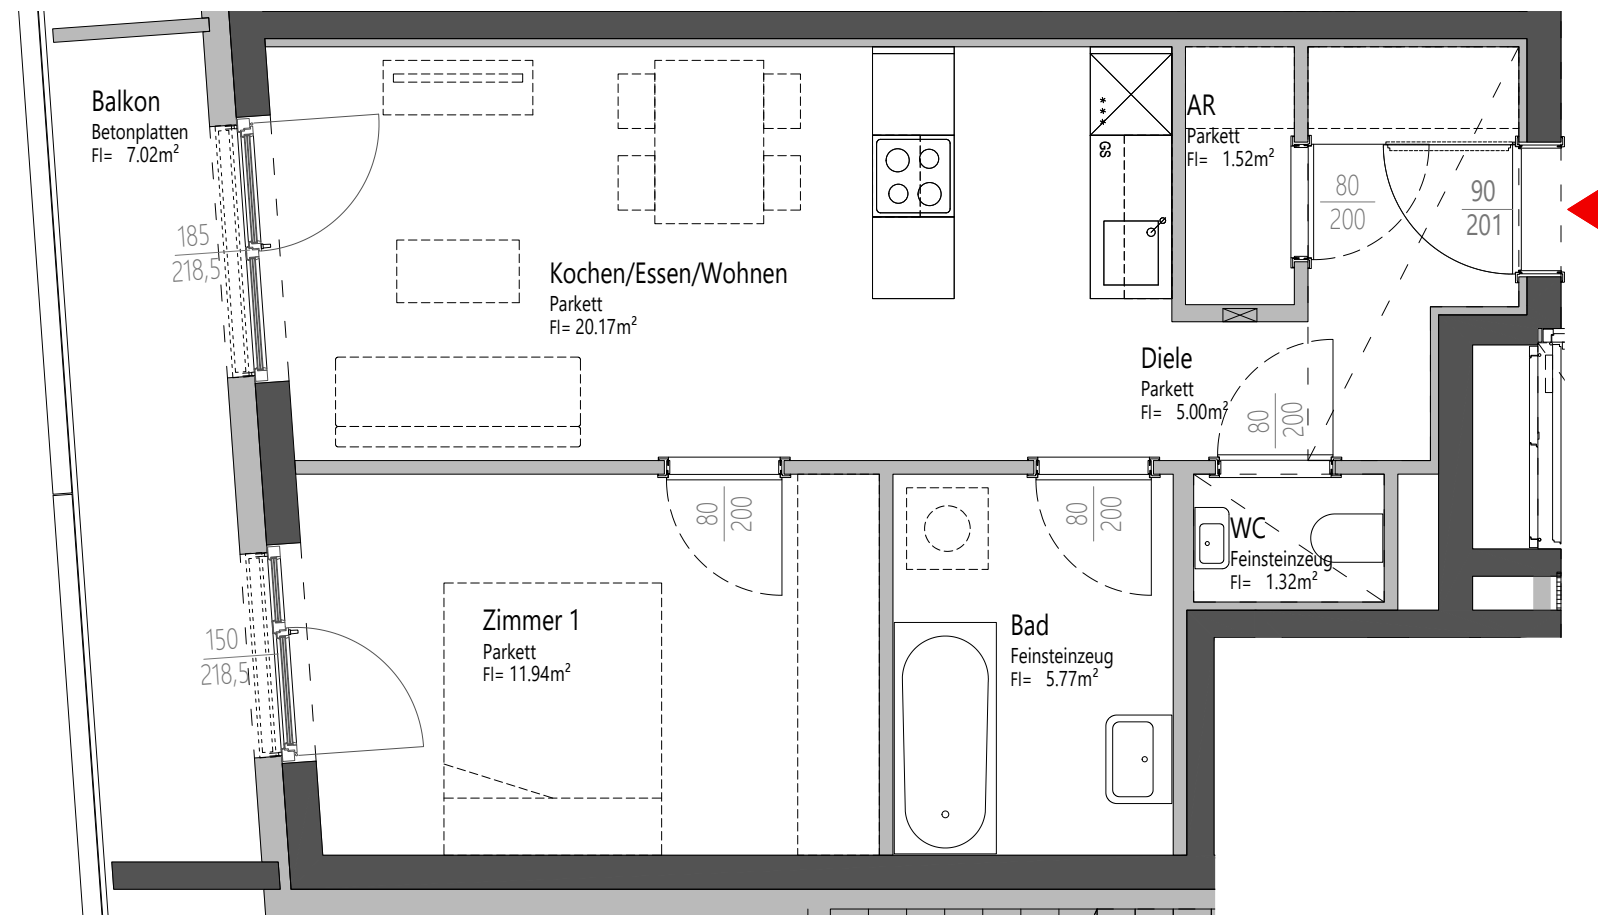 Balkon
Betonplatten
Fl= 7.02m²
185
218,5
Kochen/Essen/Wohnen
Parkett
Fl= 20.17m²
GS
AR
Parkett
Fl= 1.52m²
80
200
90
201
Diele
Parkett
Fl= 5.00m²
80
200
80
200
80
200
WC
Feinsteinzeug
Fl= 1.32m²
150
218,5
Zimmer 1
Parkett
Fl= 11.94m²
Bad
Feinsteinzeug
Fl= 5.77m²